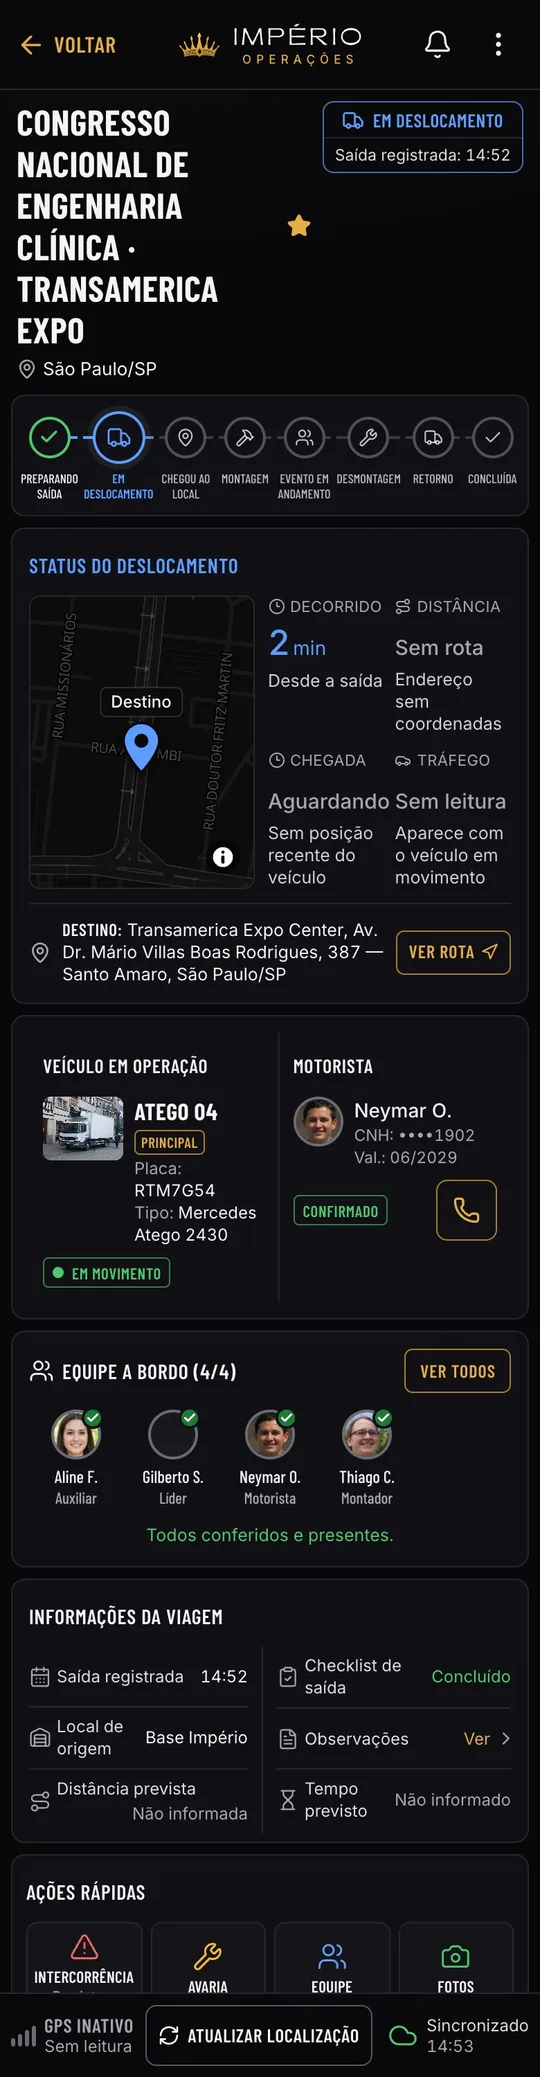 VOLTAR
IMPÉRIO
OPERAÇÕES
CONGRESSO
NACIONAL DE
ENGENHARIA
CLÍNICA ·
TRANSAMERICA
EXPO
São Paulo/SP
EM DESLOCAMENTO
Saída registrada: 14:52
PREPARANDO
SAÍDA
EM
DESLOCAMENTO
CHEGOU AO
LOCAL
MONTAGEM
EVENTO EM
ANDAMENTO
DESMONTAGEM
RETORNO
CONCLUÍDA
STATUS DO DESLOCAMENTO
RUA MISSIONÁRIOS
Destino
RUA DOUTOR FRITZ MARTIN
DECORRIDO
2 min
Desde a saída
DISTÂNCIA
Sem rota
Endereço
sem
coordenadas
CHEGADA
Aguardando
Sem posição
recente do
veículo
TRÁFEGO
Sem leitura
Aparece com
o veículo em
movimento
DESTINO: Transamerica Expo Center, Av.
Dr. Mário Villas Boas Rodrigues, 387 —
Santo Amaro, São Paulo/SP
VER ROTA
VEÍCULO EM OPERAÇÃO
ATEGO 04
PRINCIPAL
Placa:
RTM7G54
Tipo: Mercedes
Atego 2430
EM MOVIMENTO
MOTORISTA
Neymar O.
CNH: ••••1902
Val.: 06/2029
CONFIRMADO
EQUIPE A BORDO (4/4)
VER TODOS
Aline F.
Auxiliar
Gilberto S.
Líder
Neymar O.
Motorista
Thiago C.
Montador
Todos conferidos e presentes.
INFORMAÇÕES DA VIAGEM
Saída registrada 14:52
Local de
origem
Base Império
Distância prevista
Não informada
Checklist de
saída
Concluído
Observações Ver
Tempo
previsto
Não informado
AÇÕES RÁPIDAS
INTERCORRÊNCIA
AVARIA
EQUIPE
FOTOS
GPS INATIVO
Sem leitura
ATUALIZAR LOCALIZAÇÃO
Sincronizado
14:53